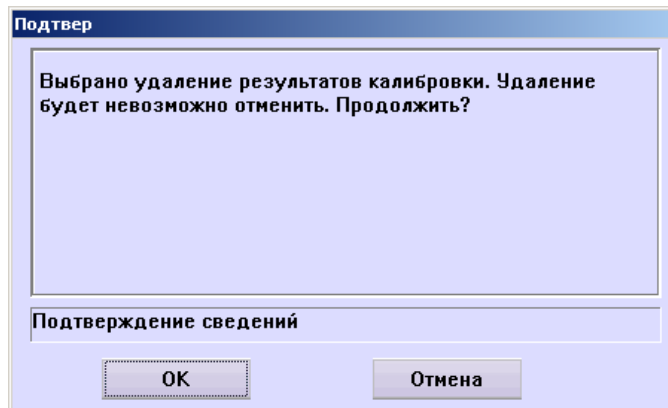 Подтвер
Выбрано удаление результатов калибровки. Удаление
будет невозможно отменить. Продолжить?
Подтверждение сведений
OK
Отмена